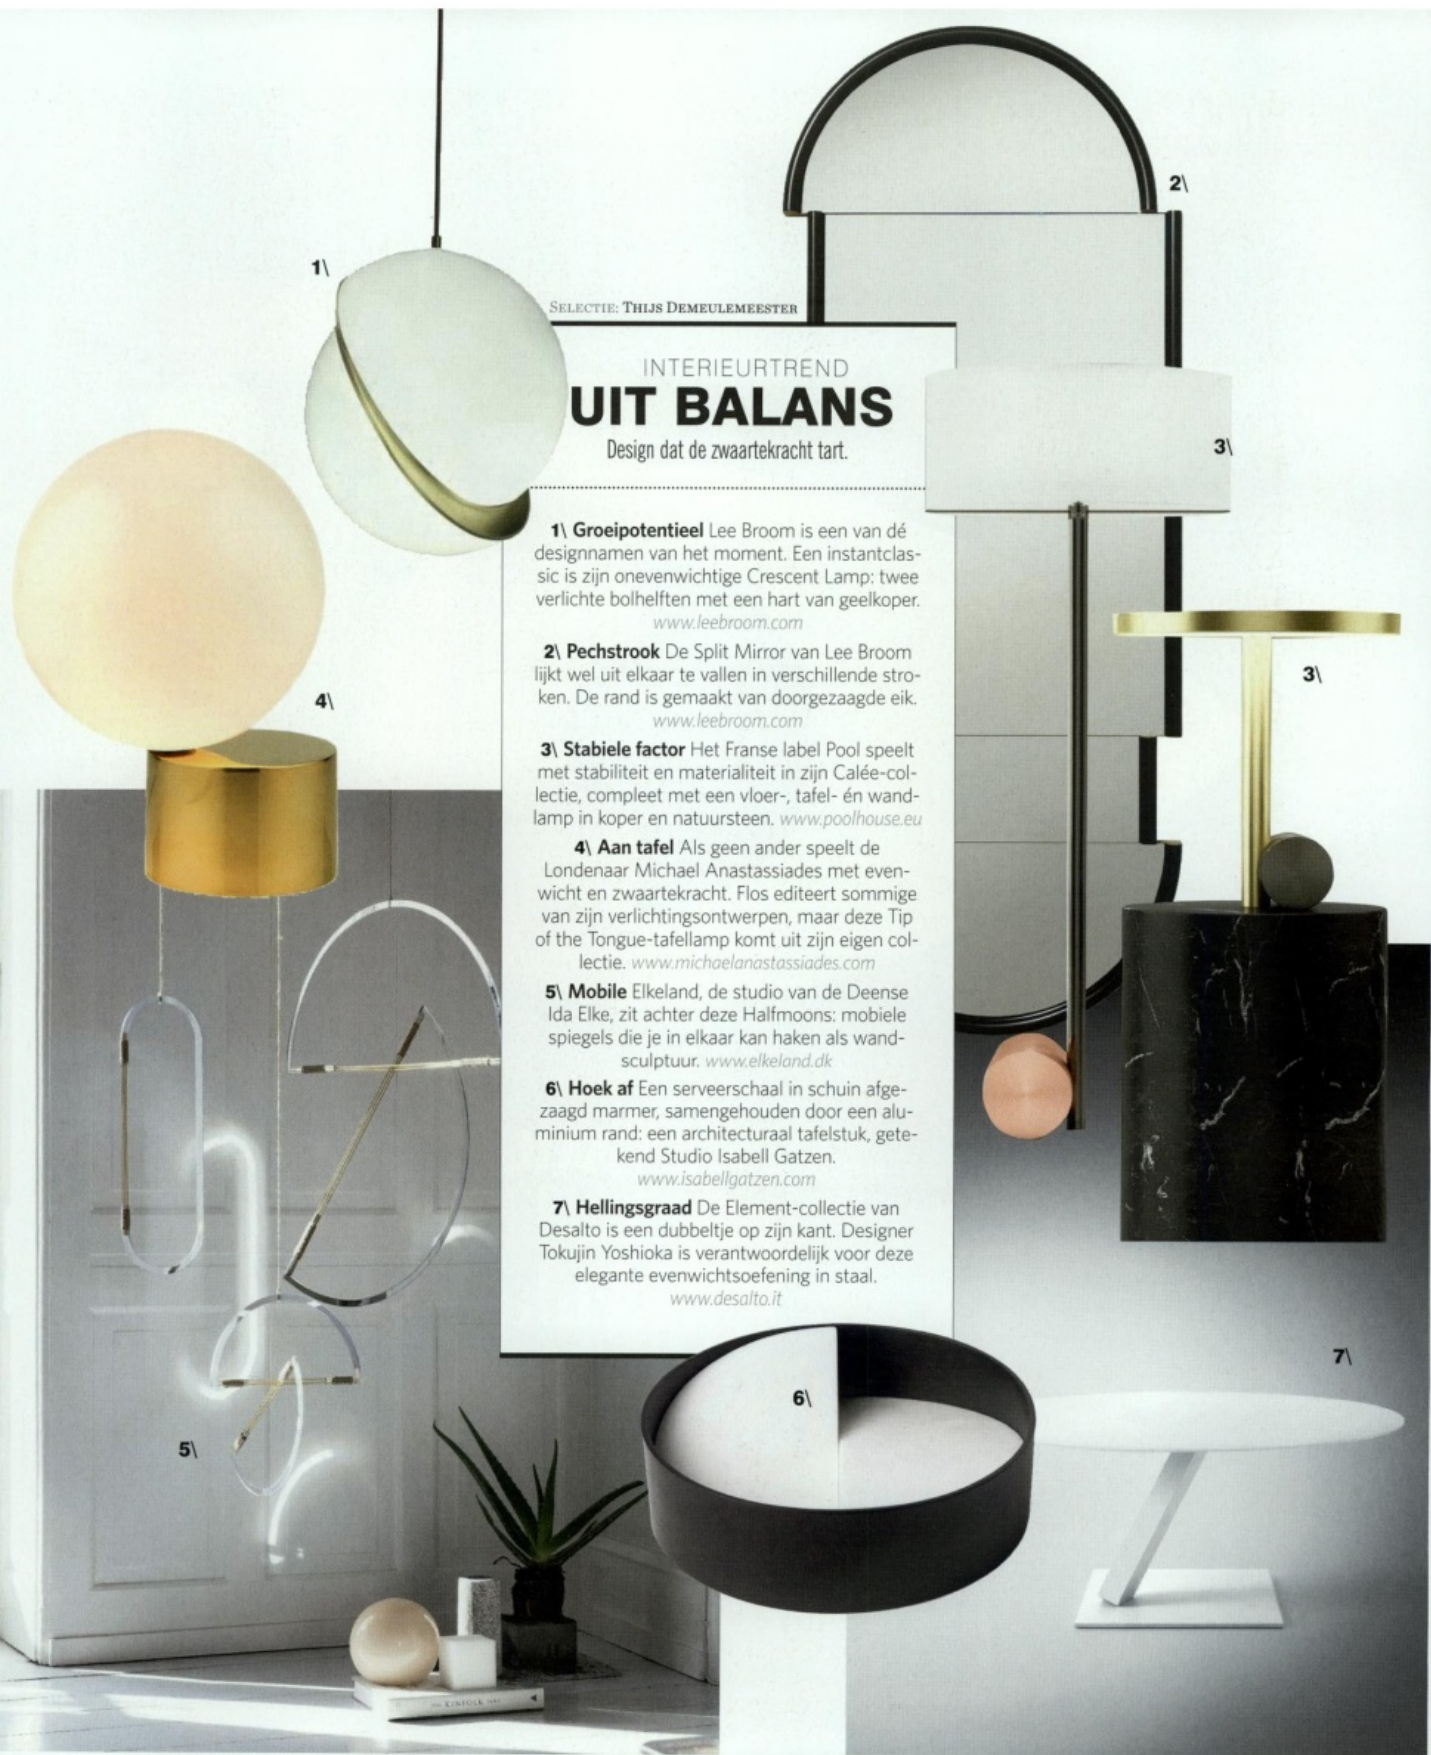 1\
2\
SELECTIE: THIJS DEMEULEMEESTER
INTERIEURTREND
UIT BALANS
Design dat de zwaartekracht tart.
3\
3\
4\
1\ Groeipotentieel Lee Broom is een van dé
designnamen van het moment. Een instantclas-
sic is zijn onevenwichtige Crescent Lamp: twee
verlichte bolhelften met een hart van geelkoper.
www.leebroom.com
2\ Pechstrook De Split Mirror van Lee Broom
lijkt wel uit elkaar te vallen in verschillende stro-
ken. De rand is gemaakt van doorgezaagde eik.
www.leebroom.com
3\ Stabiele factor Het Franse label Pool speelt
met stabiliteit en materialiteit in zijn Calée-col-
lectie, compleet met een vloer-, tafel- én wand-
lamp in koper en natuursteen. www.poolhouse.eu
4\ Aan tafel Als geen ander speelt de
Londenaar Michael Anastassiades met even-
wicht en zwaartekracht. Flos editeert sommige
van zijn verlichtingsontwerpen, maar deze Tip
of the Tongue-tafellamp komt uit zijn eigen col-
lectie. www.michaelanastassiades.com
5\ Mobile Elkeland, de studio van de Deense
Ida Elke, zit achter deze Halfmoons: mobiele
spiegels die je in elkaar kan haken als wand-
sculptuur. www.elkeland.dk
6\ Hoek af Een serveerschaal in schuin afge-
zaagd marmer, samengehouden door een alu-
minium rand: een architecturaal tafelstuk, gete-
kend Studio Isabell Gatzen.
www.isabellgatzen.com
7\ Hellingsgraad De Element-collectie van
Desalto is een dubbeltje op zijn kant. Designer
Tokujin Yoshioka is verantwoordelijk voor deze
elegante evenwichtsoefening in staal.
www.desalto.it
7\
6\
5\
KINFOLK